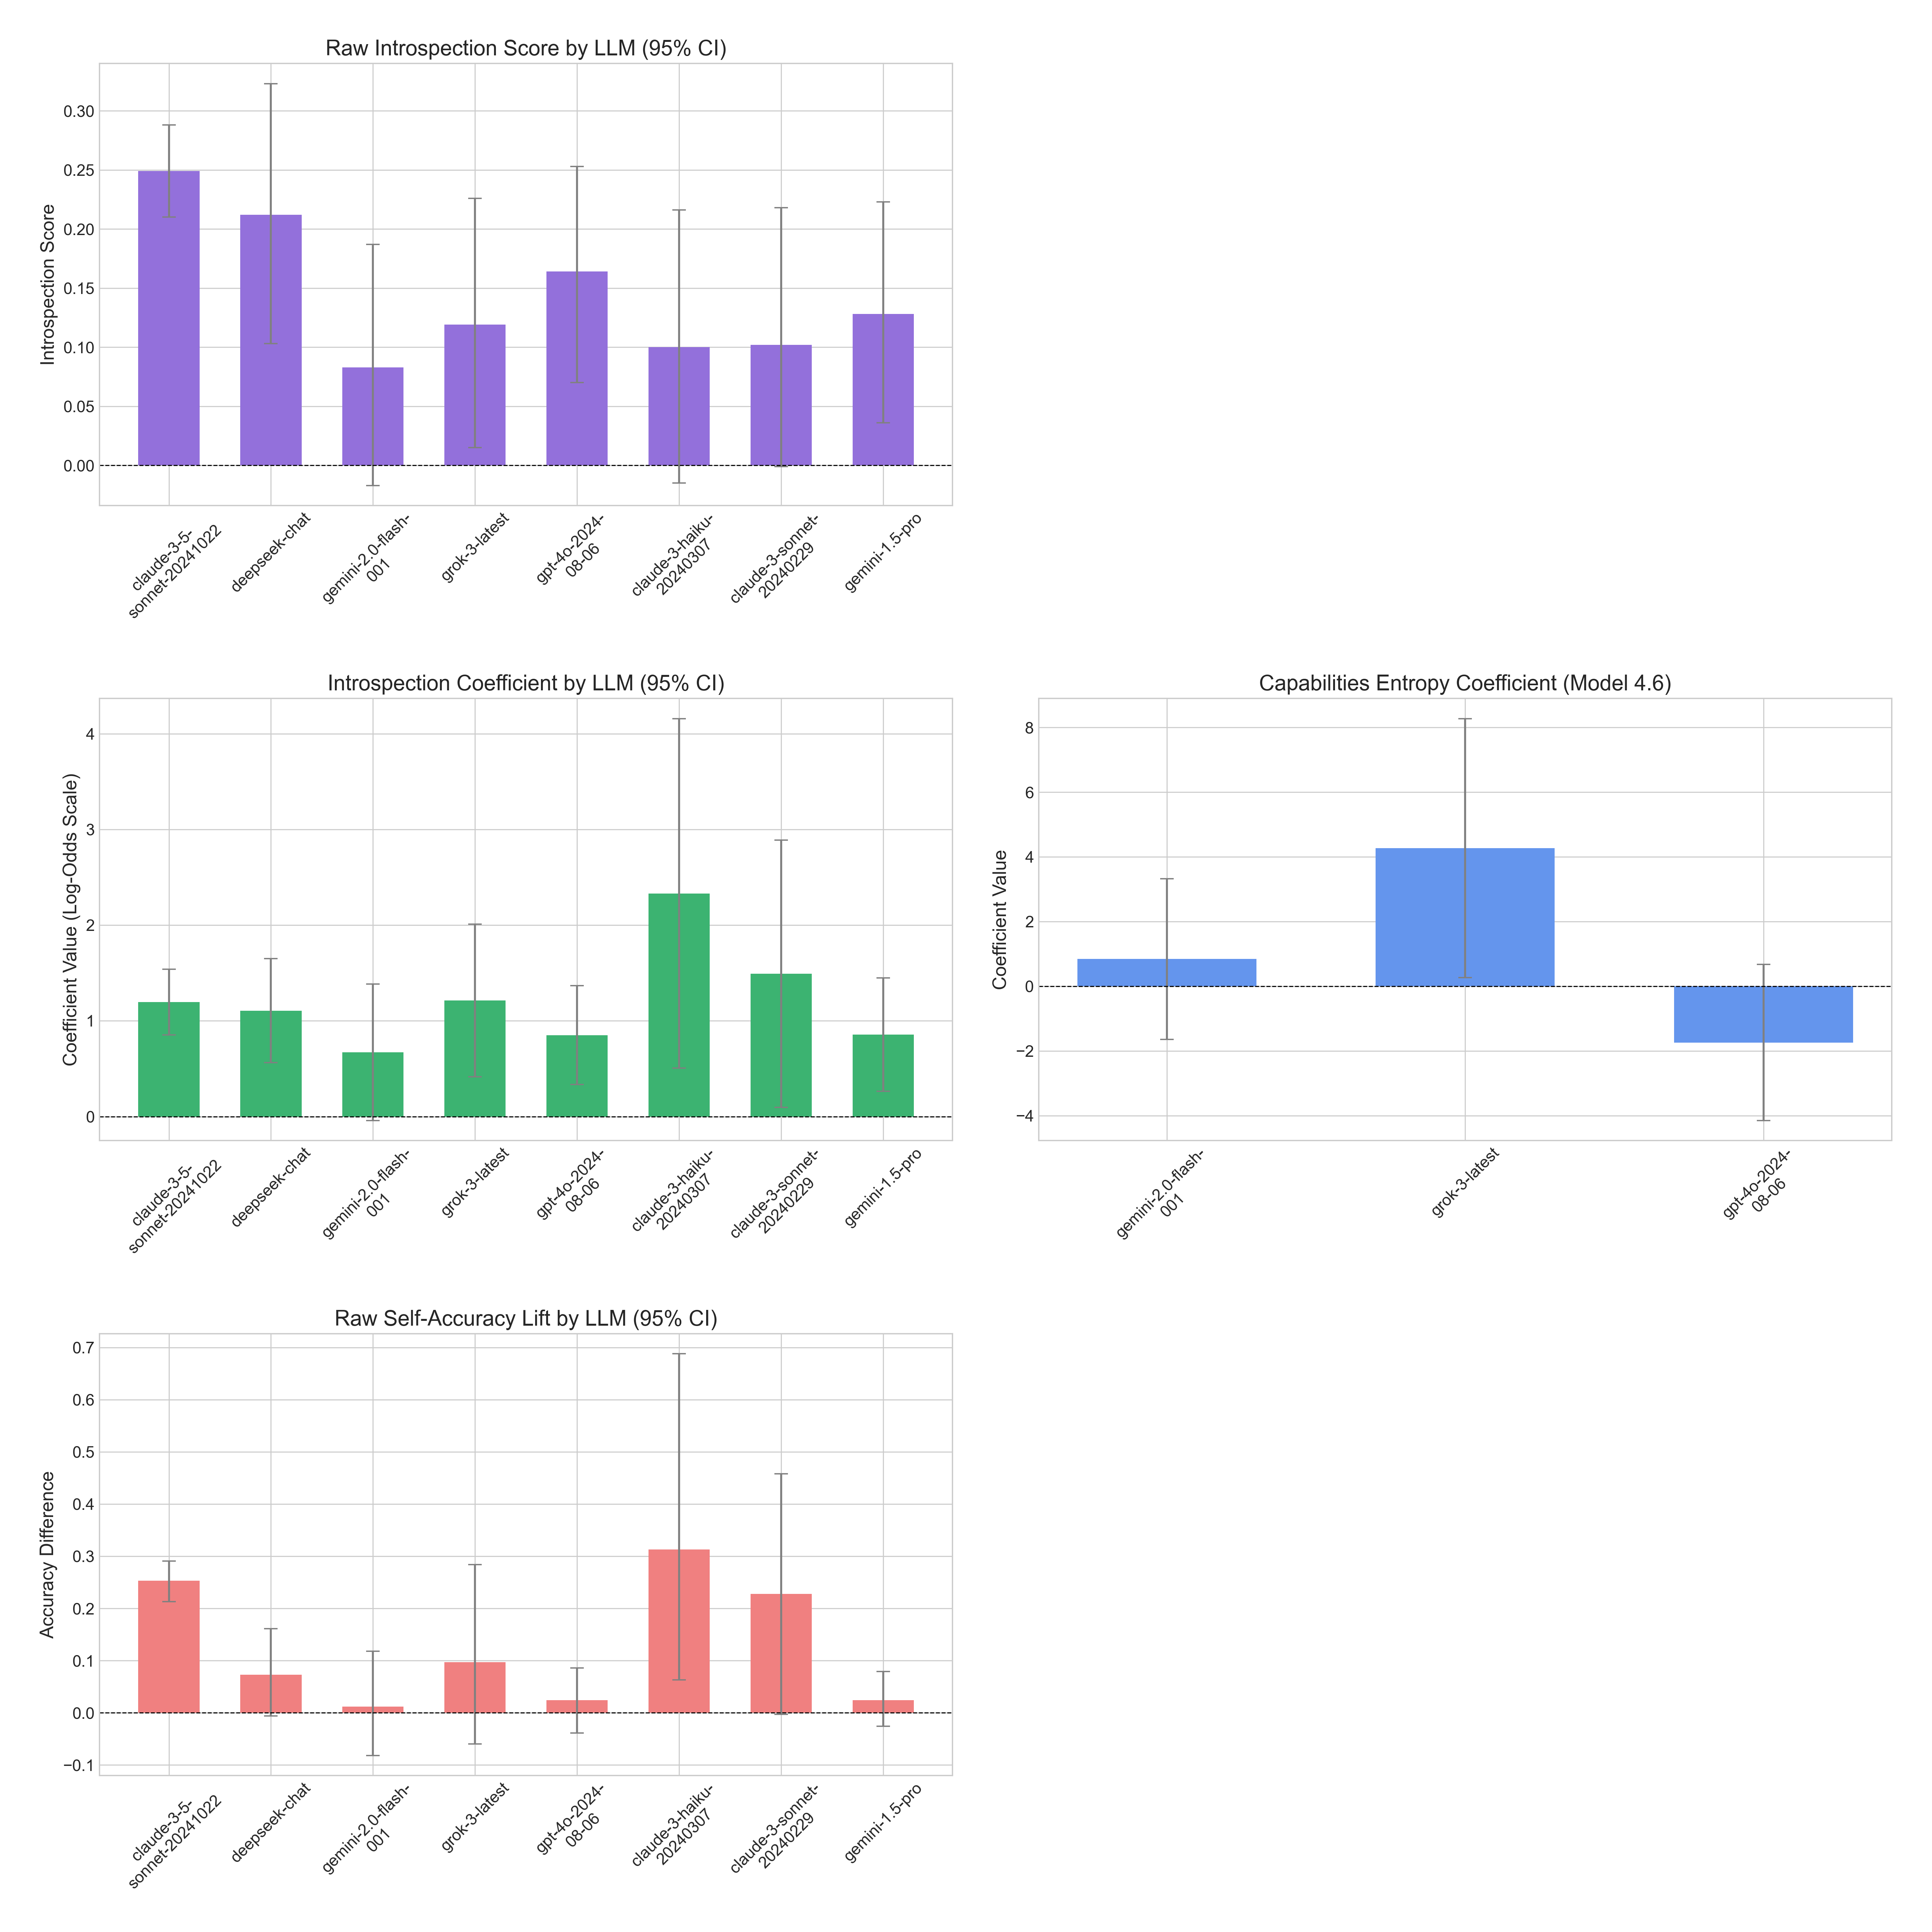 Raw Introspection Score by LLM (95% CI)
Introspection Score
0.30
0.25
0.20
0.15
0.10
0.05
0.00
claude-3-5-
sonnet-20241022
deepseek-chat
gemini-2.0-flash-
001
grok-3-latest
gpt-4o-2024-
08-06
claude-3-haiku-
20240307
claude-3-sonnet-
20240229
gemini-1.5-pro
Introspection Coefficient by LLM (95% CI)
Coefficient Value (Log-Odds Scale)
4
3
2
1
0
claude-3-5-
sonnet-20241022
deepseek-chat
gemini-2.0-flash-
001
grok-3-latest
gpt-4o-2024-
08-06
claude-3-haiku-
20240307
claude-3-sonnet-
20240229
gemini-1.5-pro
Capabilities Entropy Coefficient (Model 4.6)
Coefficient Value
8
6
4
2
0
−2
−4
gemini-2.0-flash-
001
grok-3-latest
gpt-4o-2024-
08-06
Raw Self-Accuracy Lift by LLM (95% CI)
Accuracy Difference
0.7
0.6
0.5
0.4
0.3
0.2
0.1
0.0
−0.1
claude-3-5-
sonnet-20241022
deepseek-chat
gemini-2.0-flash-
001
grok-3-latest
gpt-4o-2024-
08-06
claude-3-haiku-
20240307
claude-3-sonnet-
20240229
gemini-1.5-pro